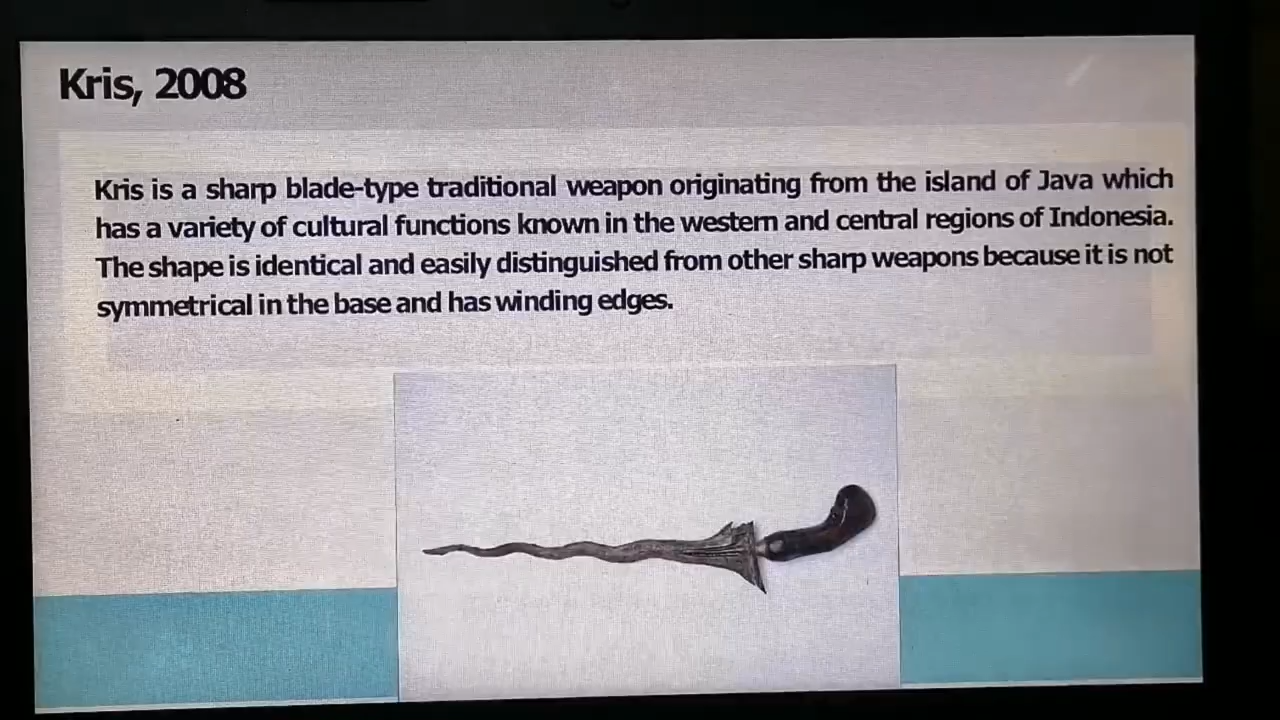 Kris, 2008
Kris is a sharp blade-type traditional weapon originating from the island of Java which
has a variety of cultural functions known in the western and central regions of Indonesia.
The shape is identical and easily distinguished from other sharp weapons because it is not
symmetrical in the base and has winding edges.